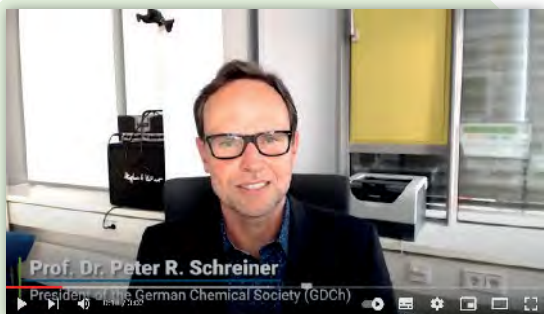 Prof. Dr. Peter R. Schreiner
President of the German Chemical Society (GDCh)